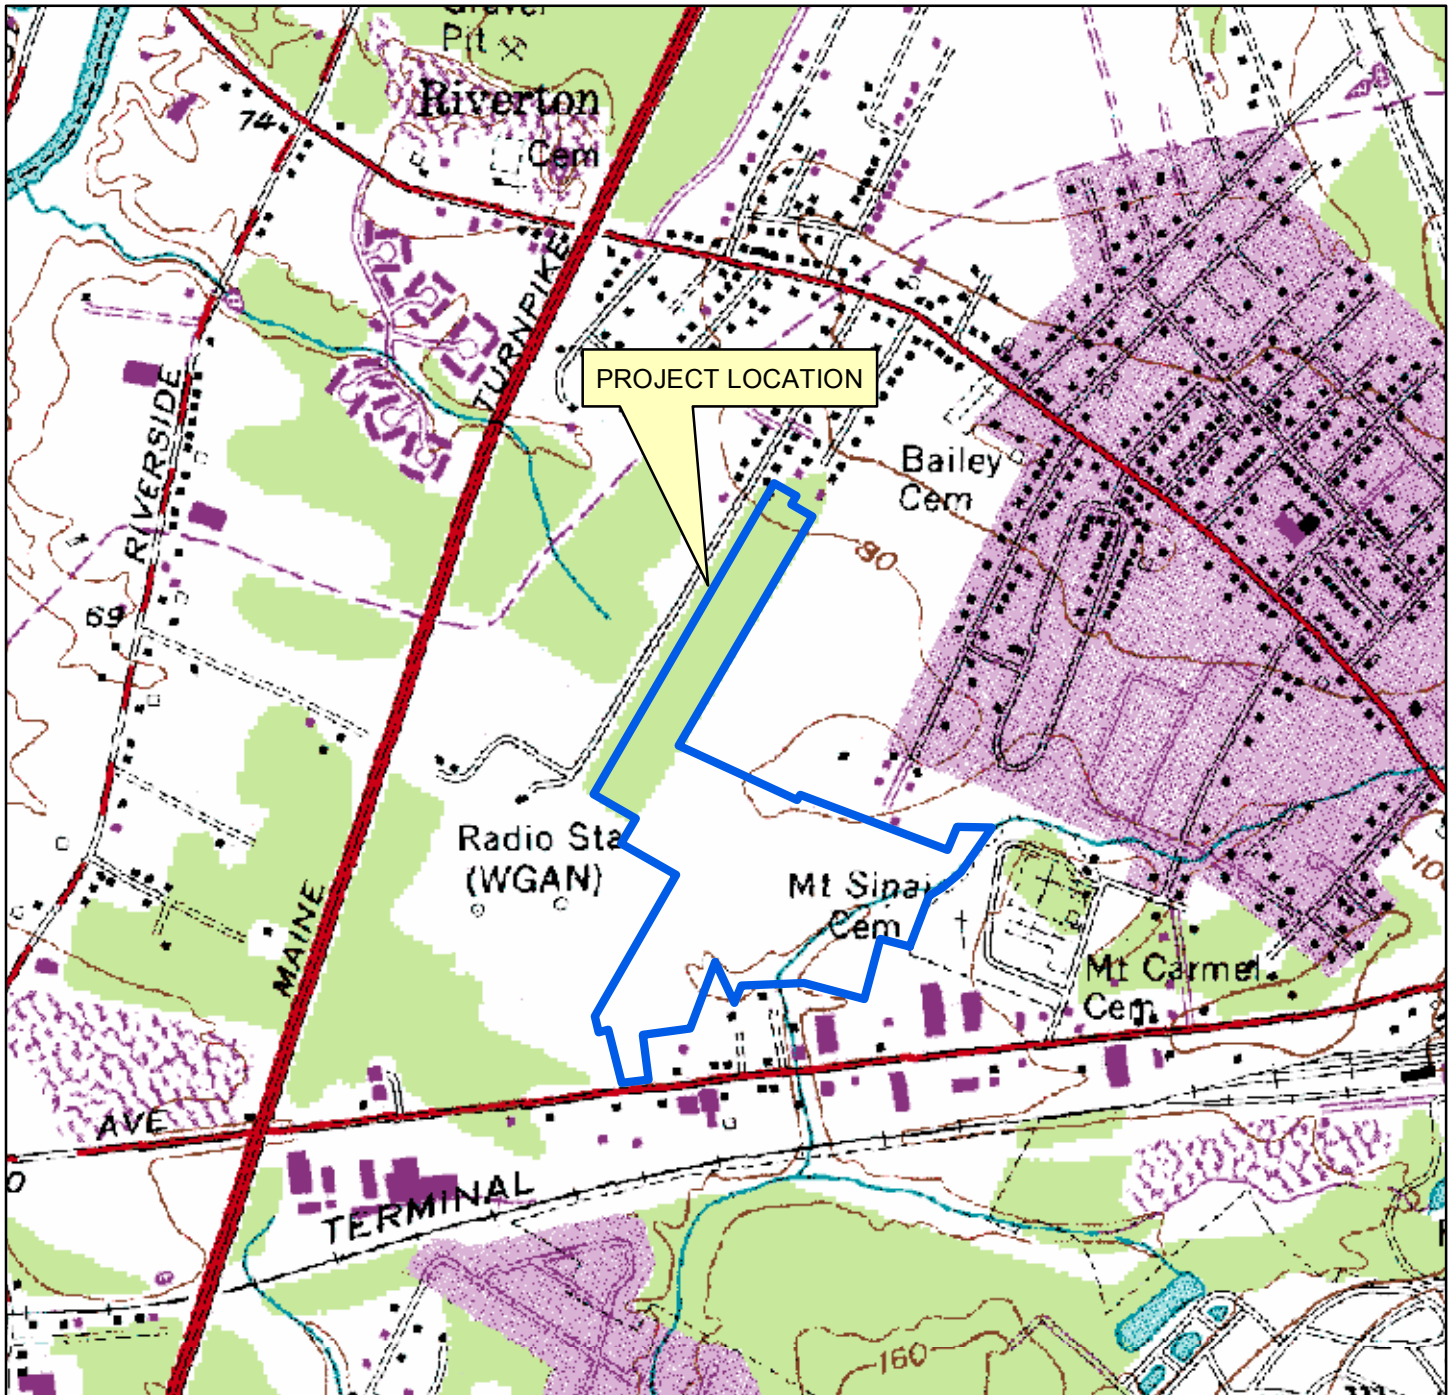 Gravel
Pit
Riverton
74
Cem
TURNPIKE
PROJECT LOCATION
RIVERSIDE
Bailey
Cem
80
69
Radio Sta
(WGAN)
Mt Sinai
Cem
MAINE
Mt Carmel
Cem
100
AVE
TERMINAL
160